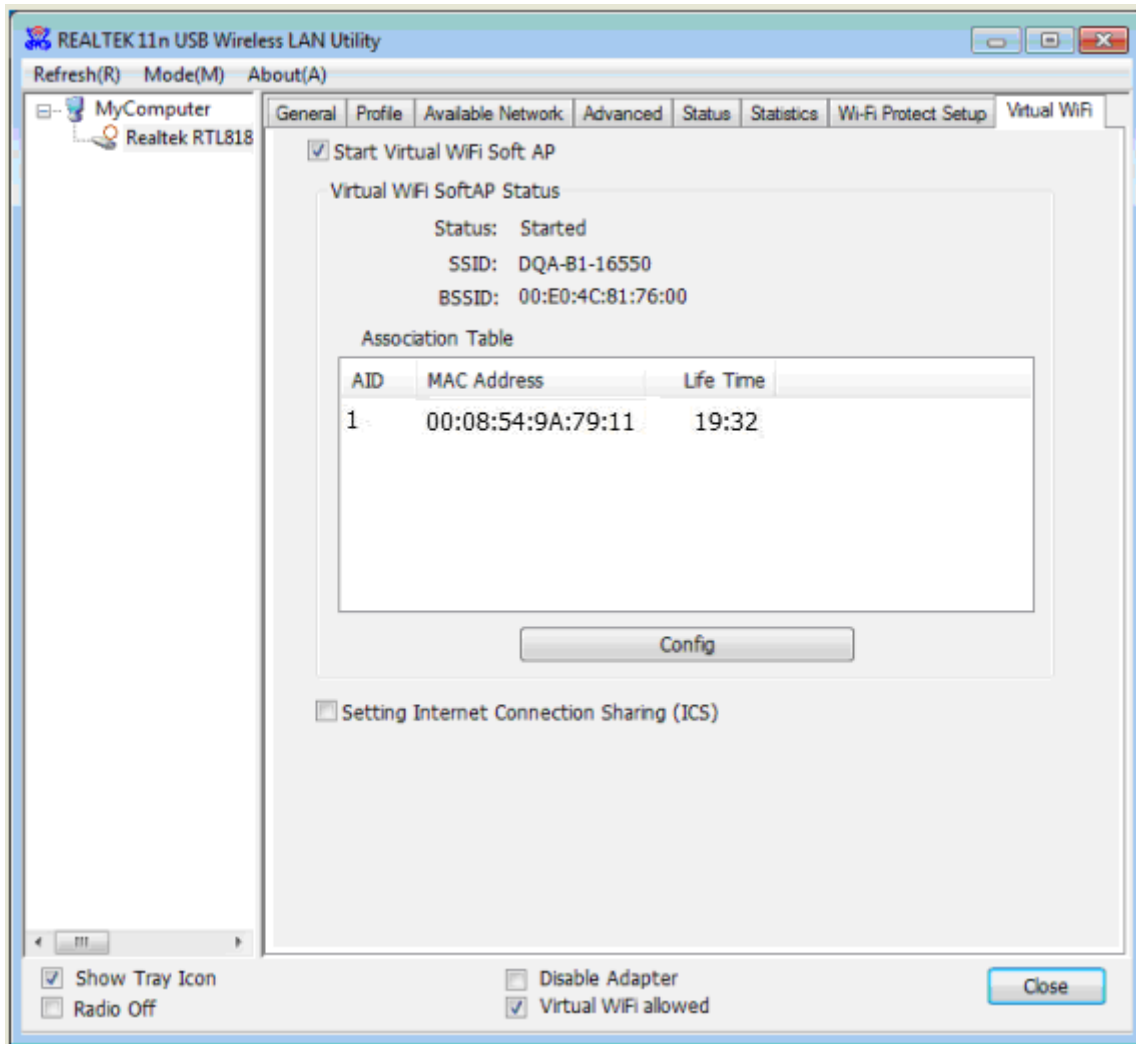 REALTEK 11n USB Wireless LAN Utility
Refresh(R) Mode(M) About(A)
MyComputer
Realtek RTL818
General Profile Available Network Advanced Status Statistics Wi-Fi Protect Setup Virtual WiFi
Start Virtual WiFi Soft AP
Virtual WiFi SoftAP Status
Status: Started
SSID: DQA-B1-16550
BSSID: 00:E0:4C:81:76:00
Association Table
AID MAC Address Life Time
1 00:08:54:9A:79:11 19:32
Config
Setting Internet Connection Sharing (ICS)
Show Tray Icon Disable Adapter Close
Radio Off Virtual WiFi allowed